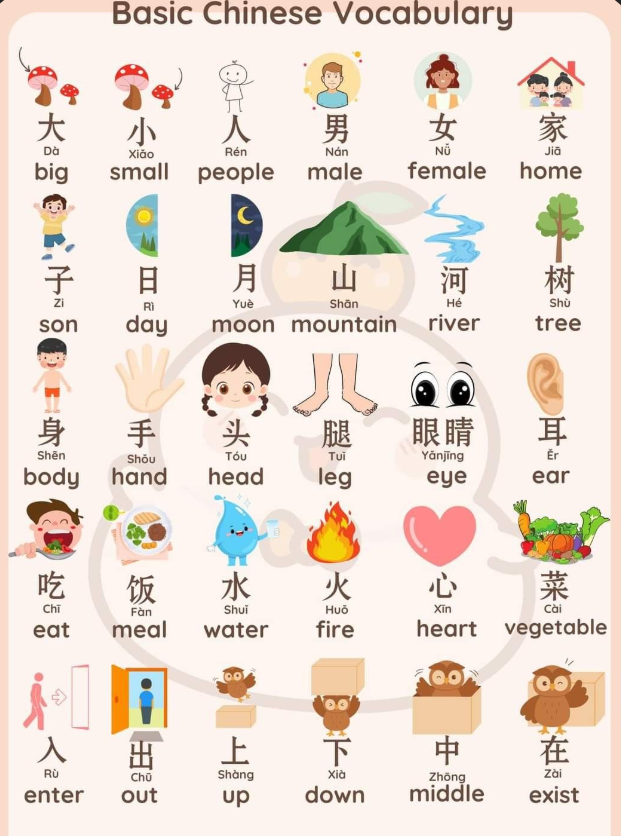 Basic Chinese Vocabulary
大 小 人 男 女 家
Dà Xiǎo Rén Nán Nǚ Jiā
big small people male female home
子 日 月 山 河 树
Zi Rì Yuè Shān Hé Shù
son day moon mountain river tree
身 手 头 腿 眼睛 耳
Shēn Shǒu Tóu Tuǐ Yǎnjīng Ěr
body hand head leg eye ear
吃 饭 水 火 心 菜
Chī Fàn Shuǐ Huǒ Xīn Cài
eat meal water fire heart vegetable
入 出 上 下 中 在
Rù Chū Shàng Xià Zhōng Zài
enter out up down middle exist